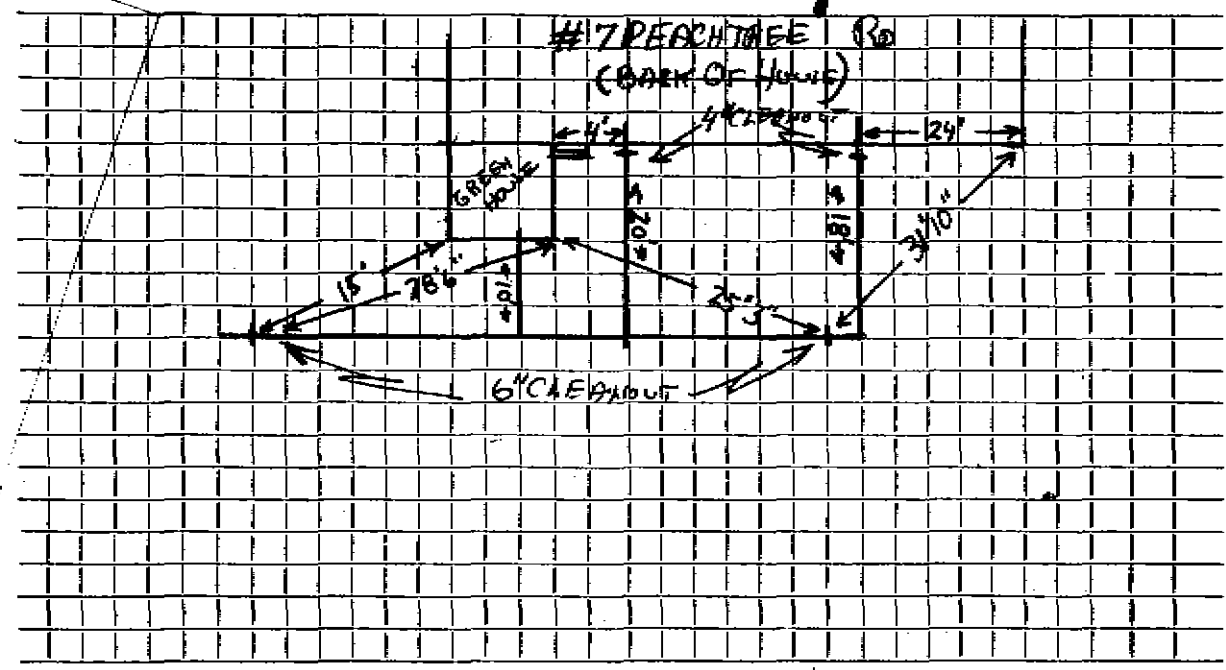 #7 PEACHTREE RD
(BACK OF HOUSE)
4" CLEANOUT
4'
24'
GREEN
HOUSE
20'
18'
31'10"
15'
28'6"
10'
25'3"
6" CLEANOUT